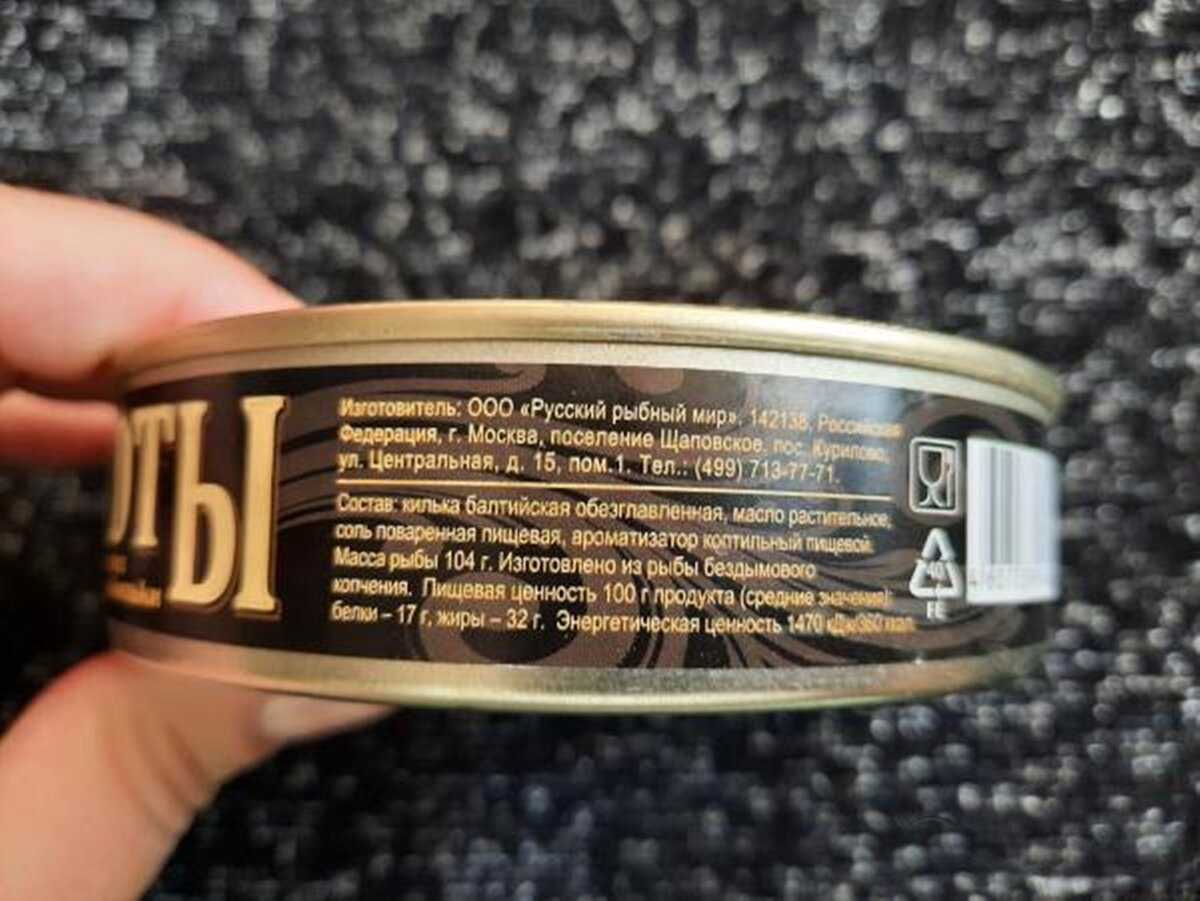 ОТЫ
Изготовитель: ООО «Русский рыбный мир», 142138, Российская
Федерация, г. Москва, поселение Щаповское, пос. Курилово,
ул. Центральная, д. 15, пом.1. Тел.: (499) 713-77-71.
Состав: килька балтийская обезглавленная, масло растительное,
соль поваренная пищевая, ароматизатор коптильный пищевой.
Масса рыбы 104 г. Изготовлено из рыбы бездымового
копчения. Пищевая ценность 100 г продукта (средние значения):
белки – 17 г, жиры – 32 г. Энергетическая ценность 1470 кДж/360 ккал.
40
FE